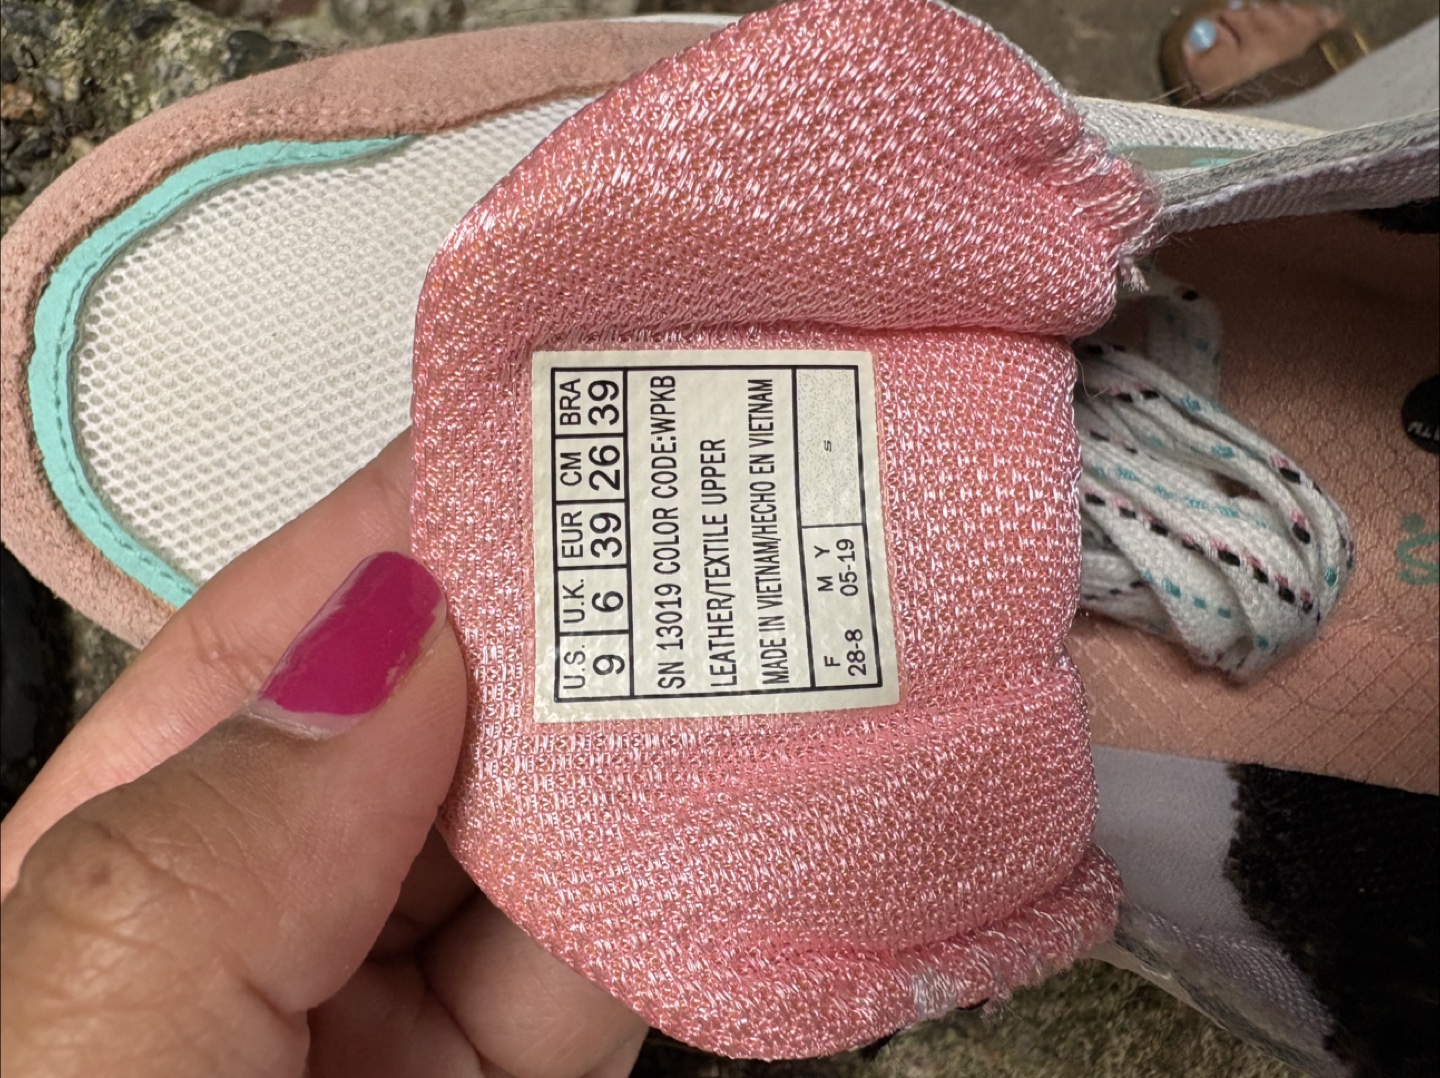 U.S. U.K. EUR CM BRA
9 6 39 26 39
SN 13019 COLOR CODE:WPKB
LEATHER/TEXTILE UPPER
MADE IN VIETNAM/HECHO EN VIETNAM
F M Y S
28-8 05-19